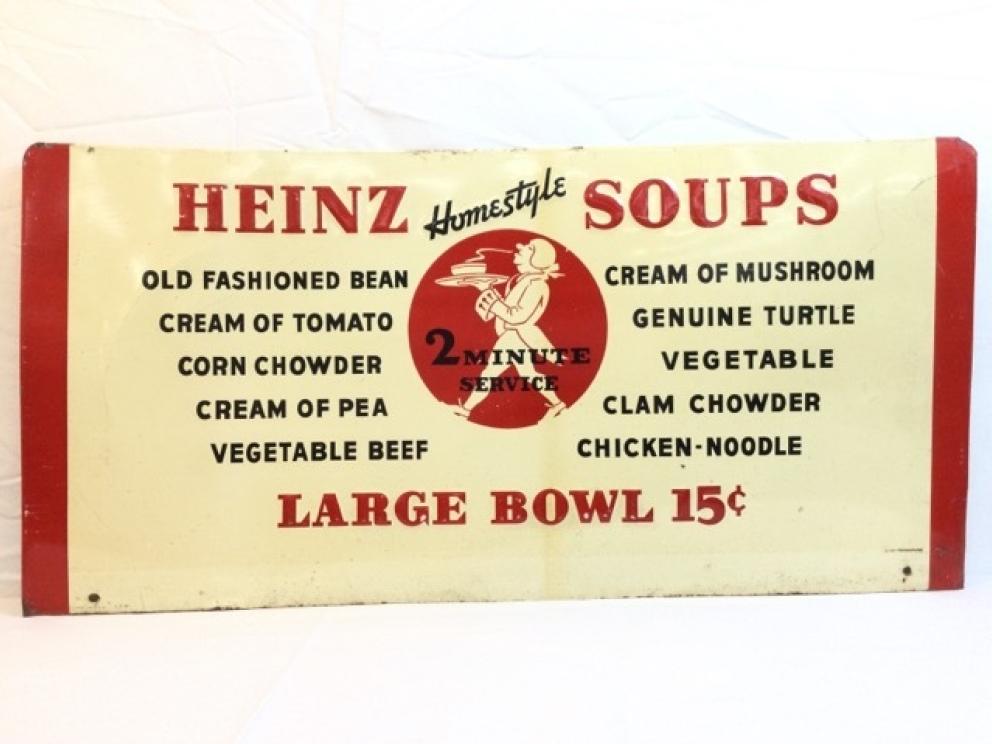 HEINZ Homestyle SOUPS
OLD FASHIONED BEAN
CREAM OF TOMATO
CORN CHOWDER
CREAM OF PEA
VEGETABLE BEEF
2 MINUTE
SERVICE
CREAM OF MUSHROOM
GENUINE TURTLE
VEGETABLE
CLAM CHOWDER
CHICKEN-NOODLE
LARGE BOWL 15¢